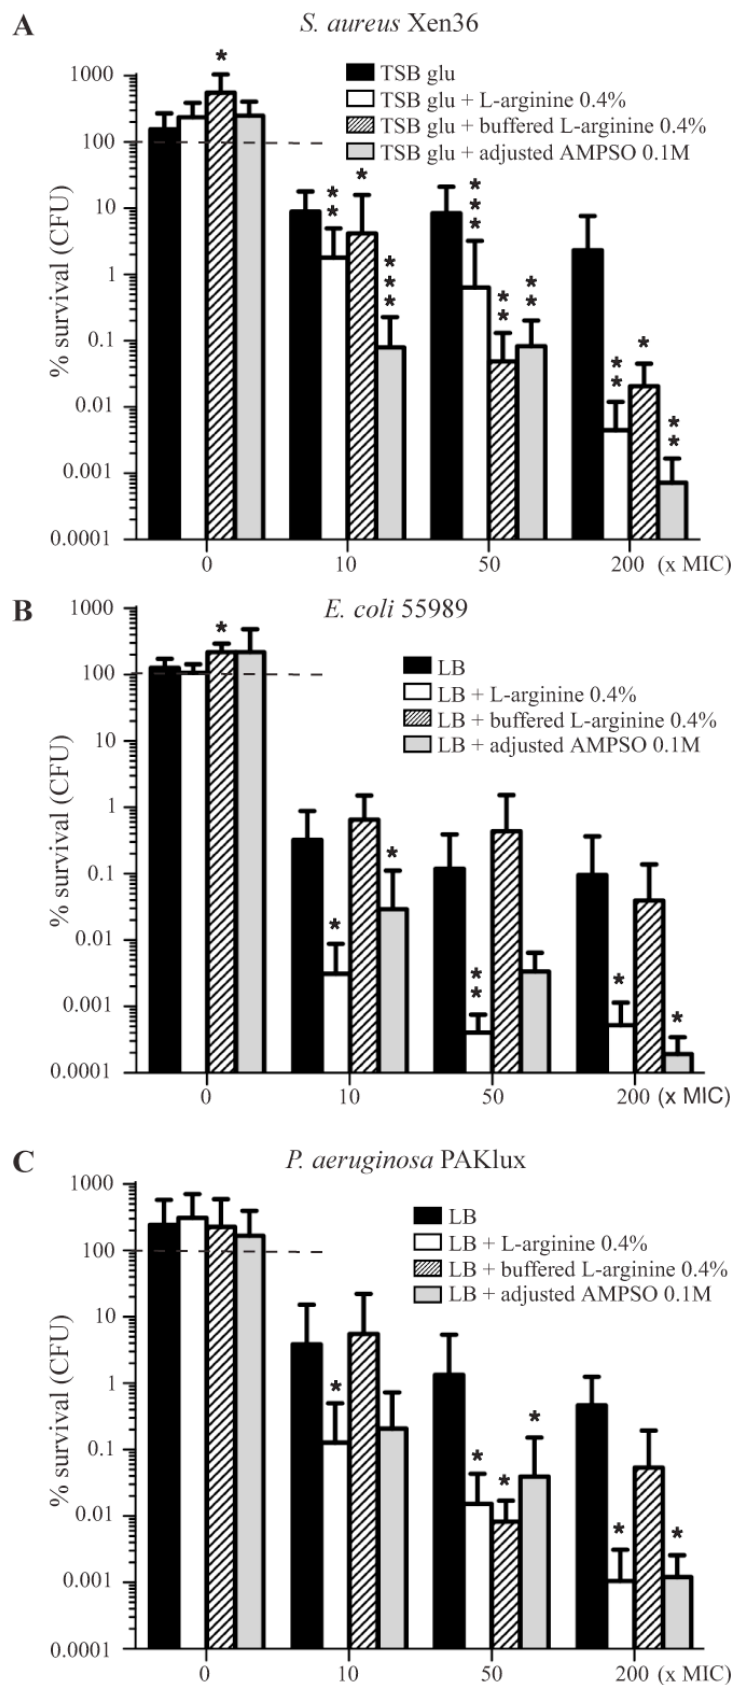 A
S. aureus Xen36
1000
100
10
1
0.1
0.01
0.001
0.0001
% survival (CFU)
TSB glu
TSB glu + L-arginine 0.4%
TSB glu + buffered L-arginine 0.4%
TSB glu + adjusted AMPSO 0.1M
*
**
*
***
***
**
**
**
*
**
0 10 50 200 (x MIC)
B
E. coli 55989
1000
100
10
1
0.1
0.01
0.001
0.0001
% survival (CFU)
LB
LB + L-arginine 0.4%
LB + buffered L-arginine 0.4%
LB + adjusted AMPSO 0.1M
*
*
*
**
*
*
0 10 50 200 (x MIC)
C
P. aeruginosa PAKlux
1000
100
10
1
0.1
0.01
0.001
0.0001
% survival (CFU)
LB
LB + L-arginine 0.4%
LB + buffered L-arginine 0.4%
LB + adjusted AMPSO 0.1M
*
*
*
*
*
*
0 10 50 200 (x MIC)